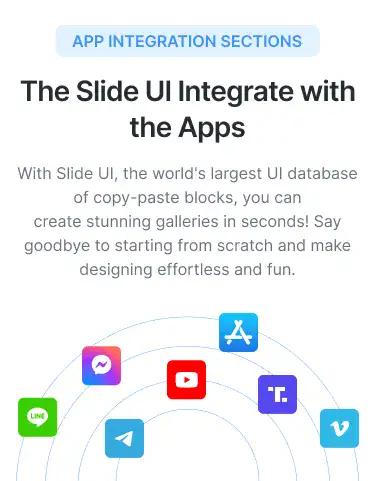 APP INTEGRATION SECTIONS
The Slide UI Integrate with
the Apps
With Slide UI, the world's largest UI database
of copy-paste blocks, you can
create stunning galleries in seconds! Say
goodbye to starting from scratch and make
designing effortless and fun.
LINE